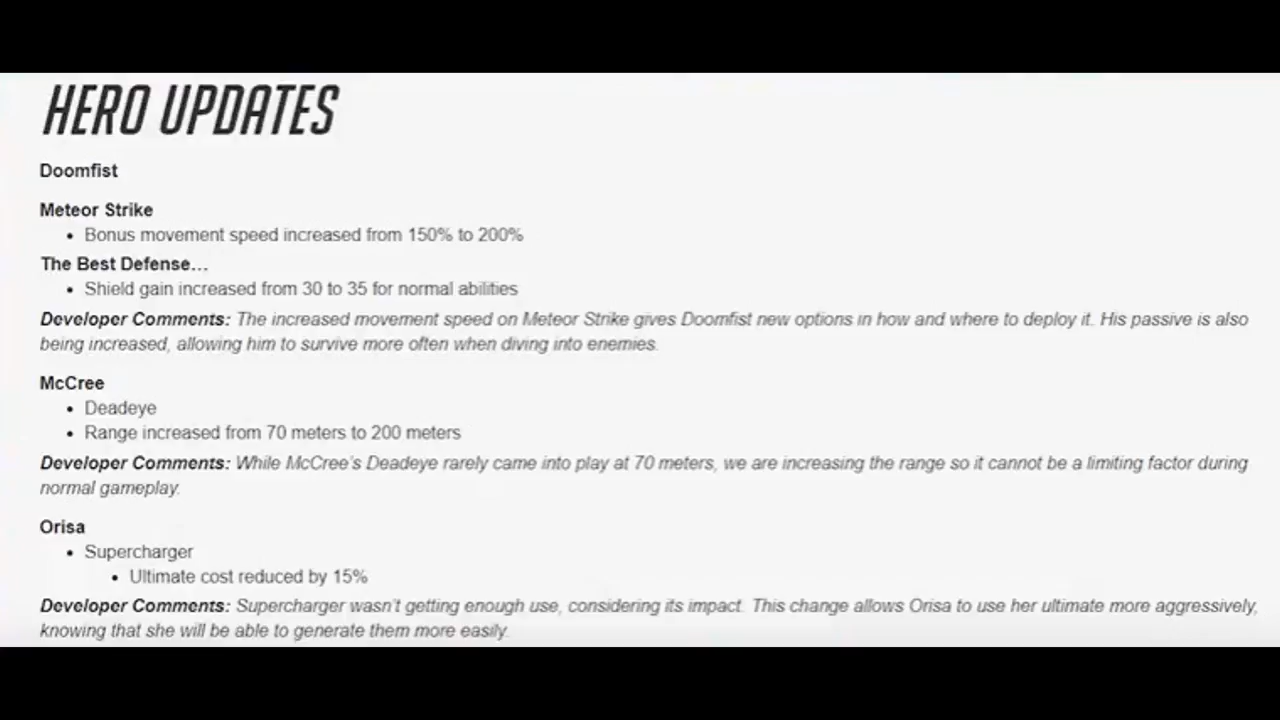 HERO UPDATES
Doomfist
Meteor Strike
• Bonus movement speed increased from 150% to 200%
The Best Defense...
• Shield gain increased from 30 to 35 for normal abilities
Developer Comments: The increased movement speed on Meteor Strike gives Doomfist new options in how and where to deploy it. His passive is also
being increased, allowing him to survive more often when diving into enemies.
McCree
• Deadeye
• Range increased from 70 meters to 200 meters
Developer Comments: While McCree's Deadeye rarely came into play at 70 meters, we are increasing the range so it cannot be a limiting factor during
normal gameplay.
Orisa
• Supercharger
• Ultimate cost reduced by 15%
Developer Comments: Supercharger wasn't getting enough use, considering its impact. This change allows Orisa to use her ultimate more aggressively,
knowing that she will be able to generate them more easily.